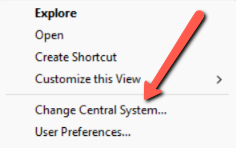 Explore
Open
Create Shortcut
Customize this View
Change Central System...
User Preferences...